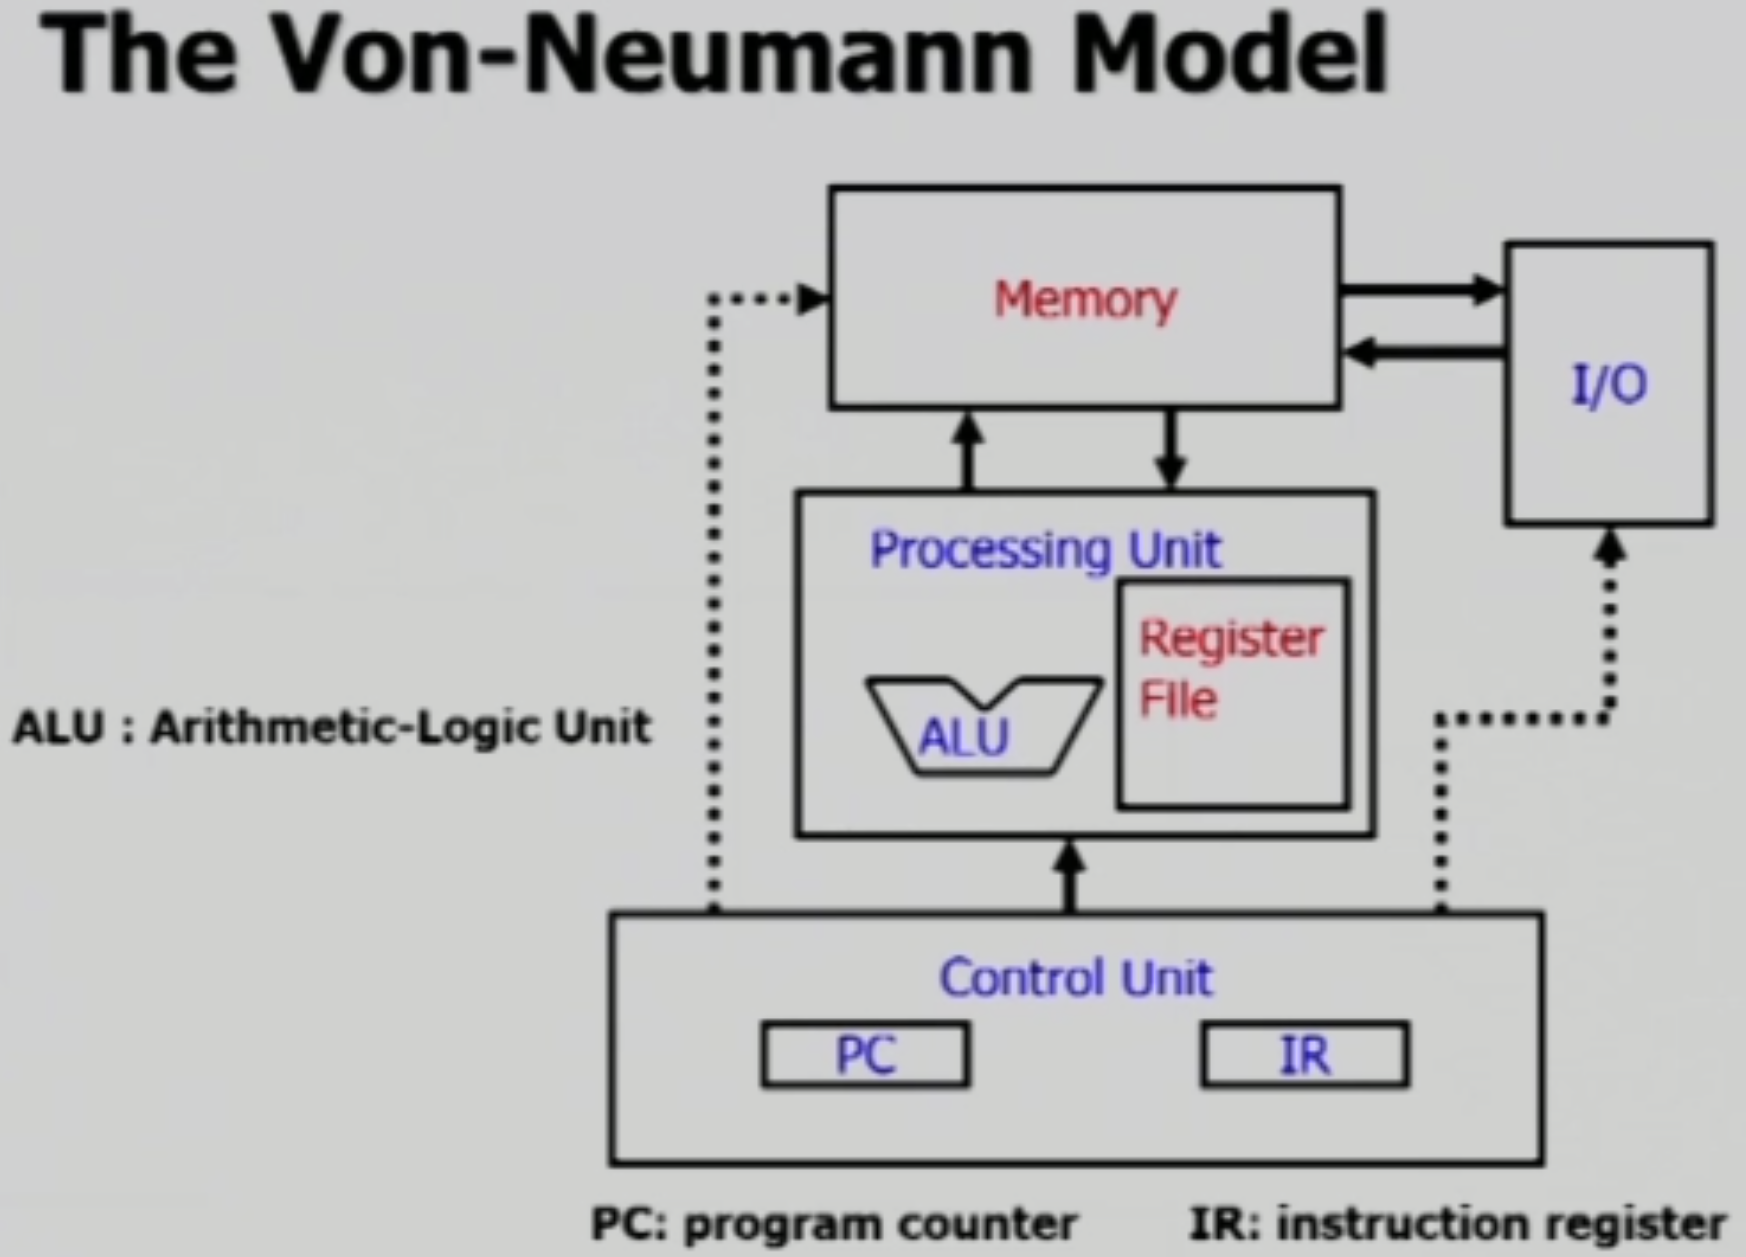 The Von-Neumann Model
Memory
I/O
Processing Unit
Register
File
ALU
ALU : Arithmetic-Logic Unit
Control Unit
PC
IR
PC: program counter
IR: instruction register